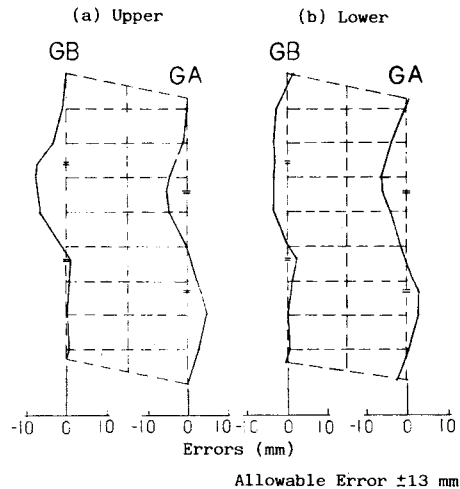 (a) Upper
(b) Lower
GB
GA
GB
GA
-10 0 10
-10 0 10
-10 0 10
-10 0 10
Errors (mm)
Allowable Error ±13 mm